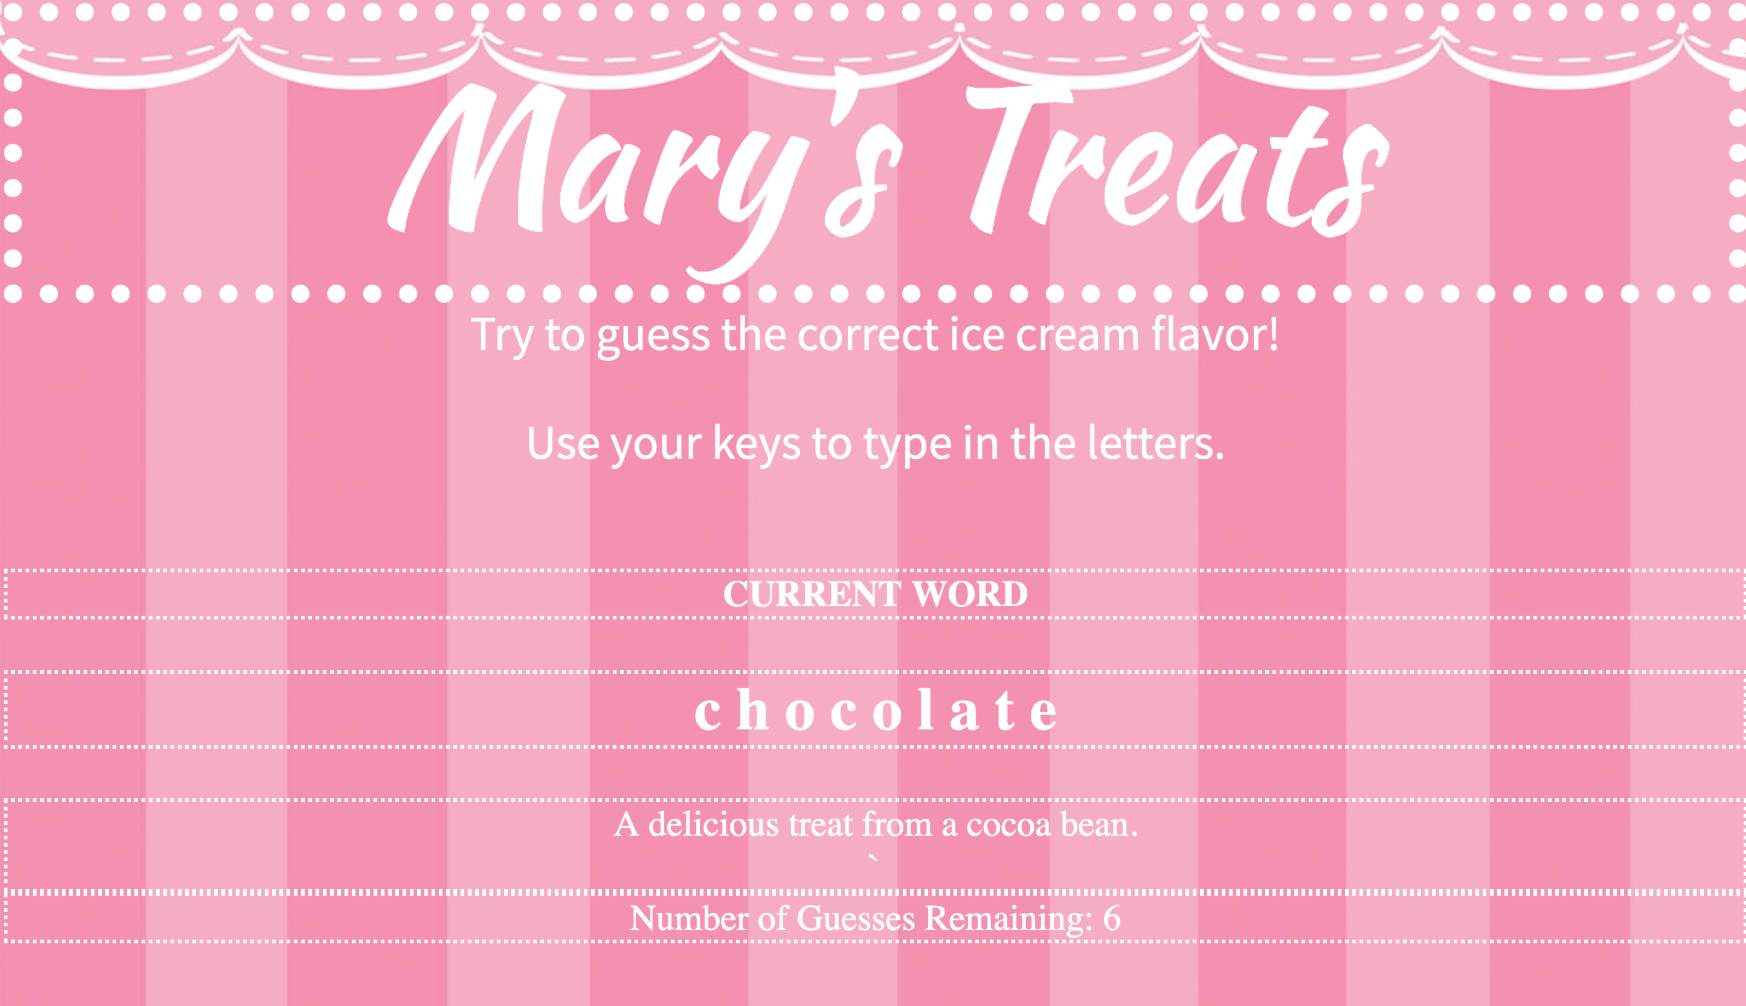 Mary's Treats
Try to guess the correct ice cream flavor!
Use your keys to type in the letters.
CURRENT WORD
c h o c o l a t e
A delicious treat from a cocoa bean.
`
Number of Guesses Remaining: 6